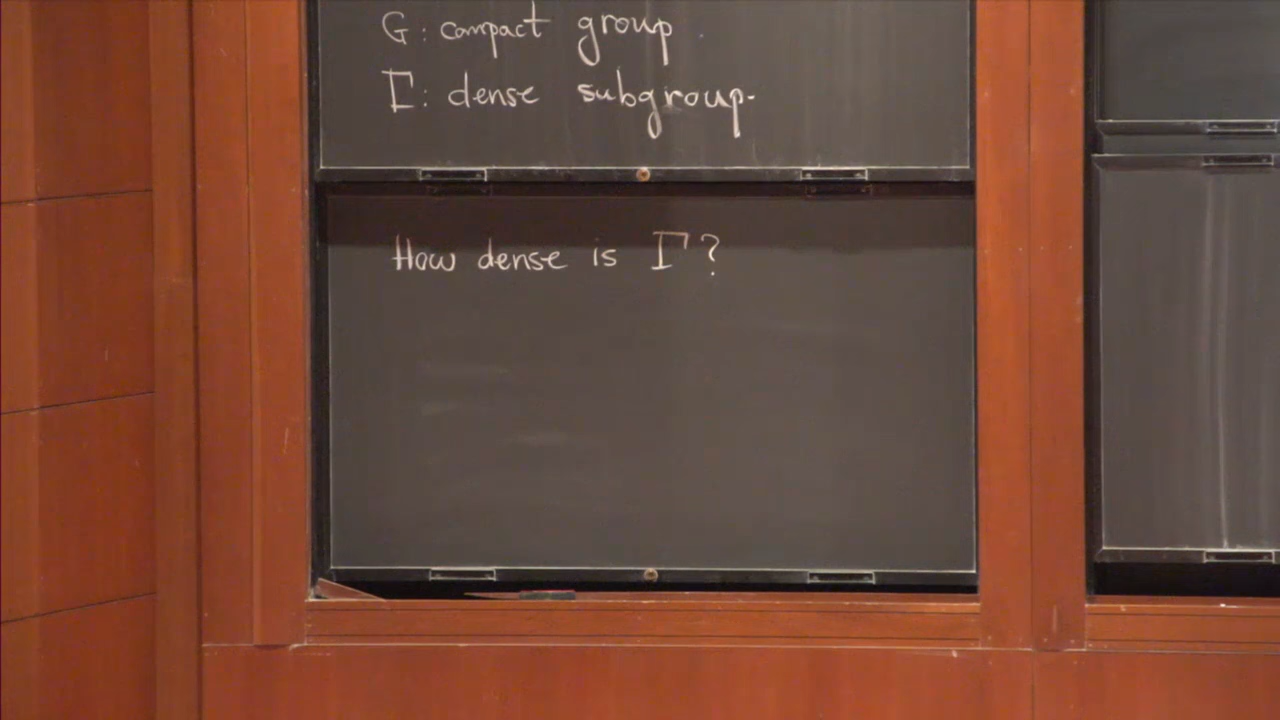 G: compact group
Γ: dense subgroup.
How dense is Γ?